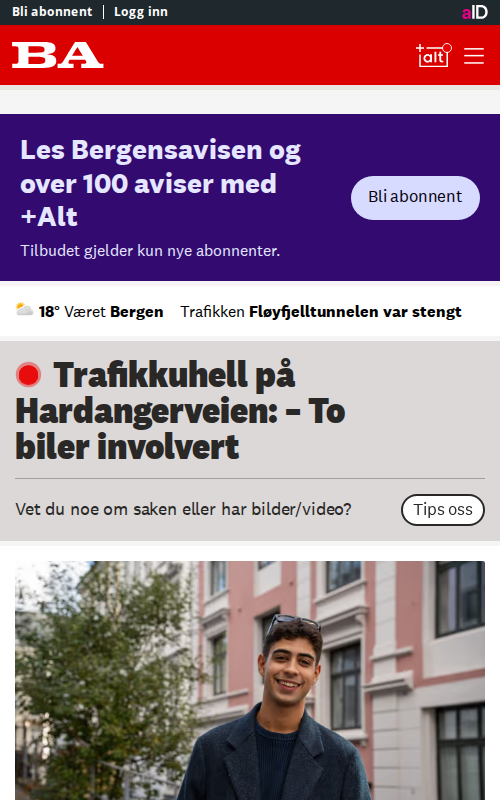 Bli abonnent | Logg inn
aID
BA
+alt
Les Bergensavisen og
over 100 aviser med
+Alt
Bli abonnent
Tilbudet gjelder kun nye abonnenter.
18° Været Bergen Trafikken Fløyfjelltunnelen var stengt
Trafikkuhell på
Hardangerveien: – To
biler involvert
Vet du noe om saken eller har bilder/video?
Tips oss